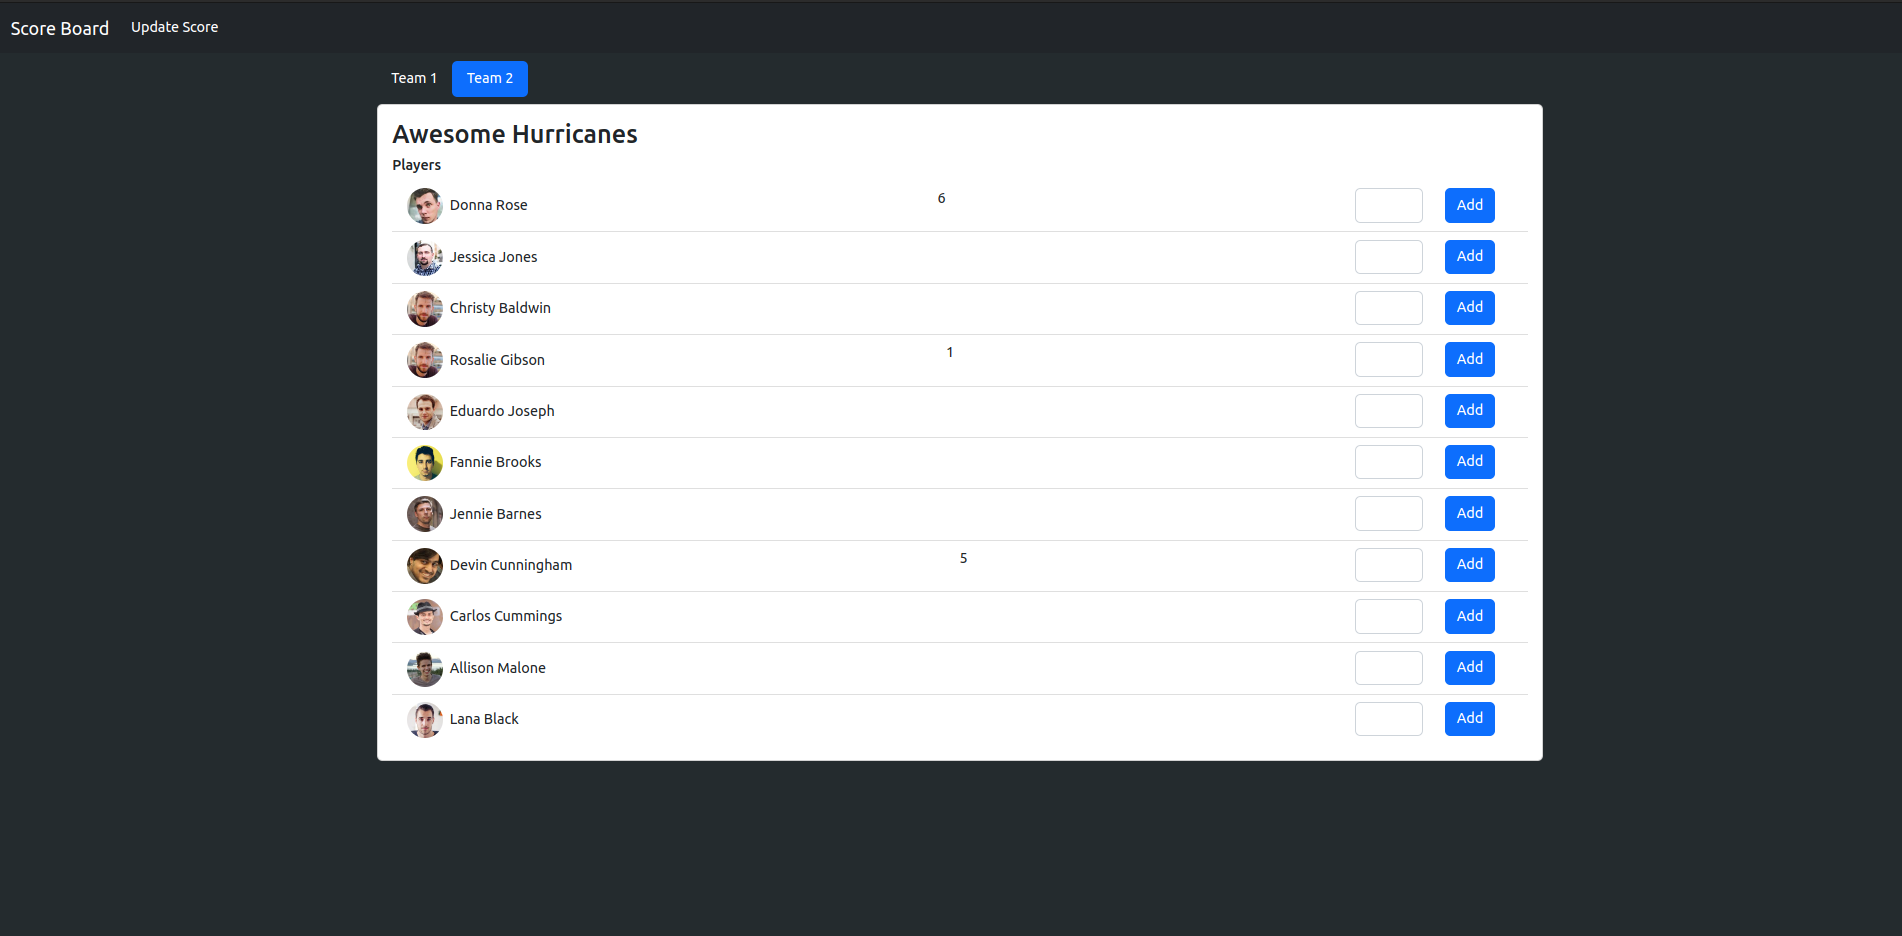 Score Board Update Score
Team 1 Team 2
Awesome Hurricanes
Players
Donna Rose 6 Add
Jessica Jones Add
Christy Baldwin Add
Rosalie Gibson 1 Add
Eduardo Joseph Add
Fannie Brooks Add
Jennie Barnes Add
Devin Cunningham 5 Add
Carlos Cummings Add
Allison Malone Add
Lana Black Add